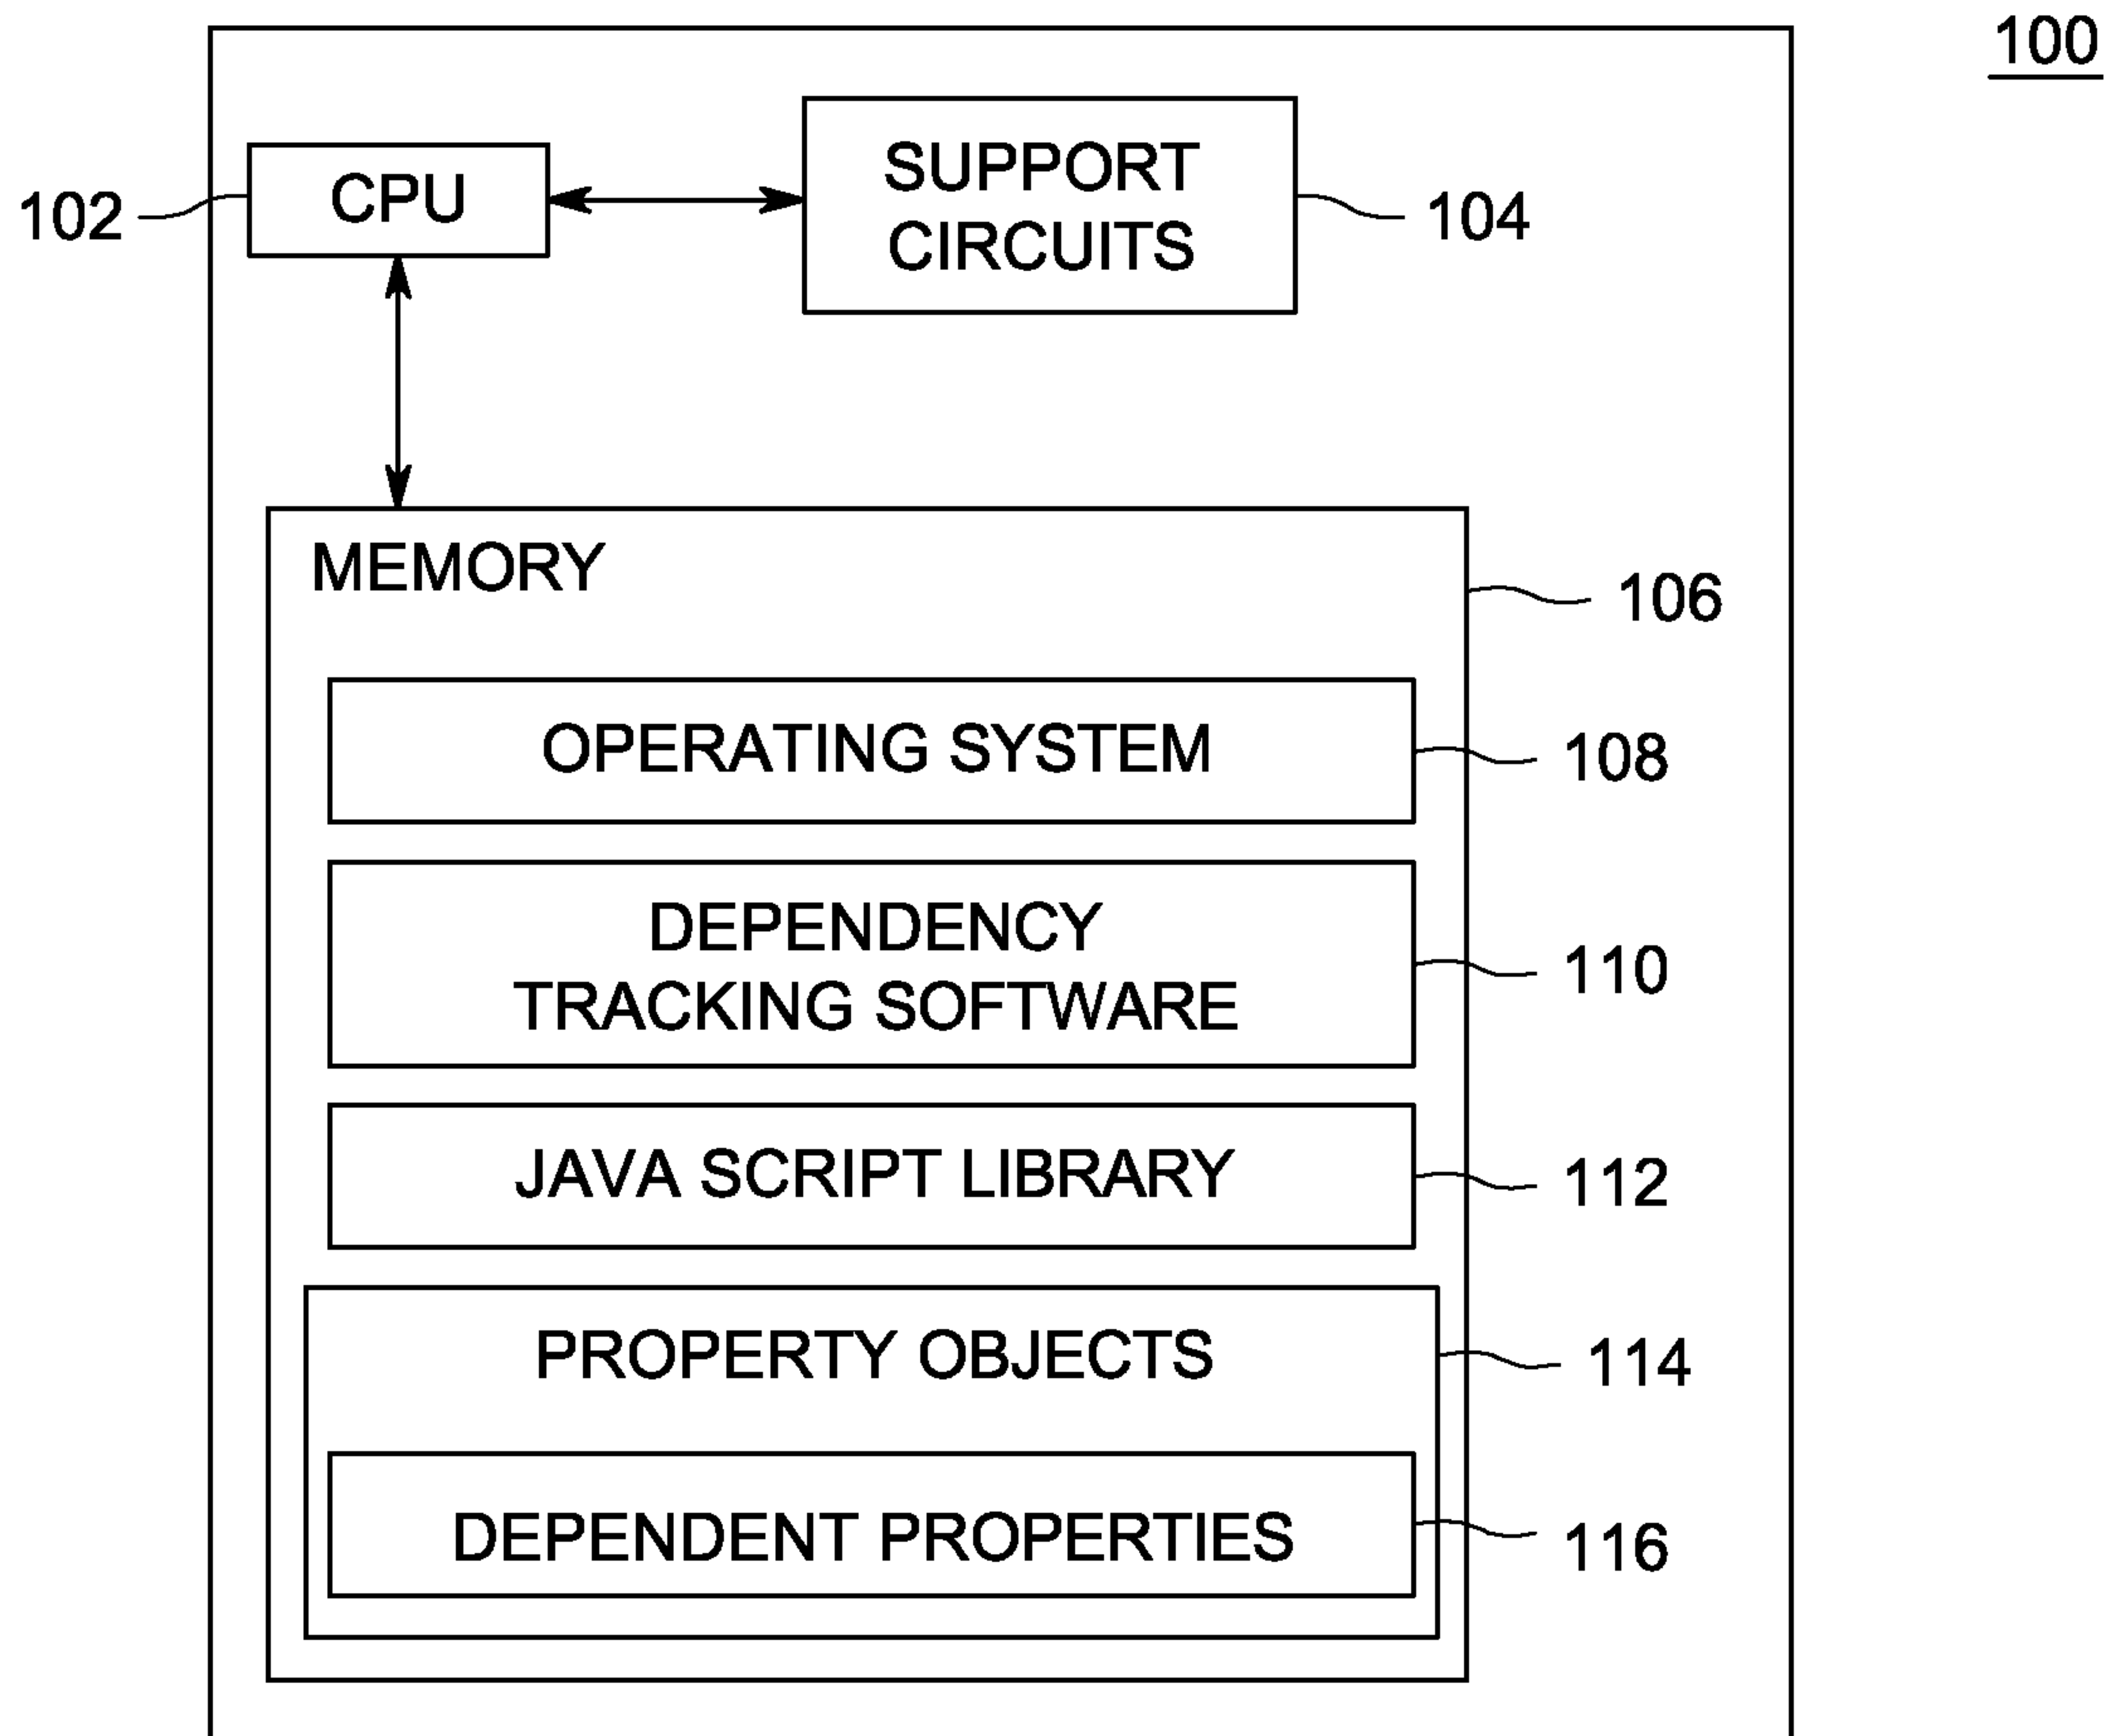 100
CPU
SUPPORT
CIRCUITS
102
104
MEMORY
106
OPERATING SYSTEM
108
DEPENDENCY
TRACKING SOFTWARE
110
JAVA SCRIPT LIBRARY
112
PROPERTY OBJECTS
114
DEPENDENT PROPERTIES
116